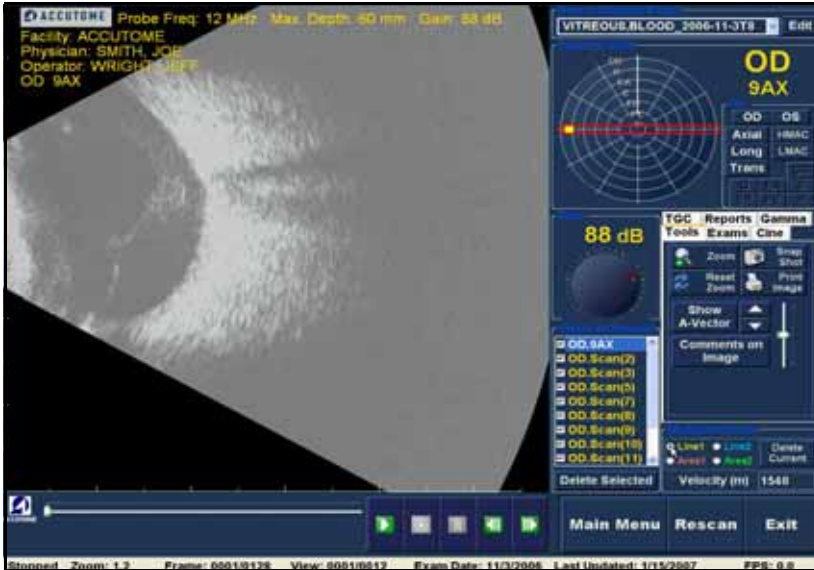 ACCUTOME Probe Freq: 12 MHz Max. Depth: 60 mm Gain: 88 dB
Facility: ACCUTOME
Physician: SMITH, JOE
Operator: WRIGHT, JEFF
OD 9AX
VITREOUS,BLOOD_2006-11-3T8 Edit
OD
9AX
OD OS
Axial HMAC
Long LMAC
Trans
88 dB
TGC Reports Gamma
Tools Exams Cine
Zoom Snap Shot
Reset Zoom Print Image
Show A-Vector
Comments on Image
OD.9AX
OD.Scan(2)
OD.Scan(3)
OD.Scan(5)
OD.Scan(7)
OD.Scan(8)
OD.Scan(9)
OD.Scan(10)
OD.Scan(11)
Line1 Line2 Delete Current
Area1 Area2
Delete Selected Velocity (m) 1540
ACCUTOME
Main Menu Rescan Exit
Stopped Zoom: 1.2 Frame: 0001/0128 View: 0001/0012 Exam Date: 11/3/2006 Last Updated: 1/15/2007 FPS: 0.0